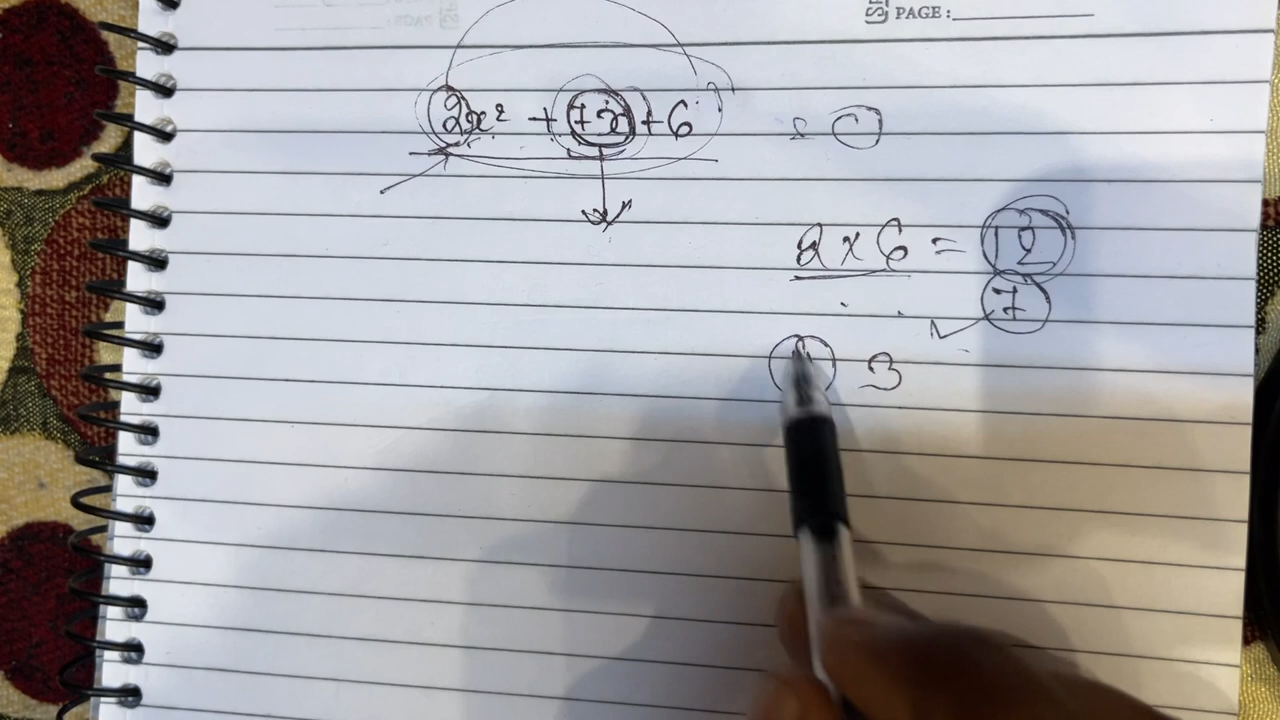 PAGE :
2x² + 7x + 6 = 0
2 x 6 = 12
7
3